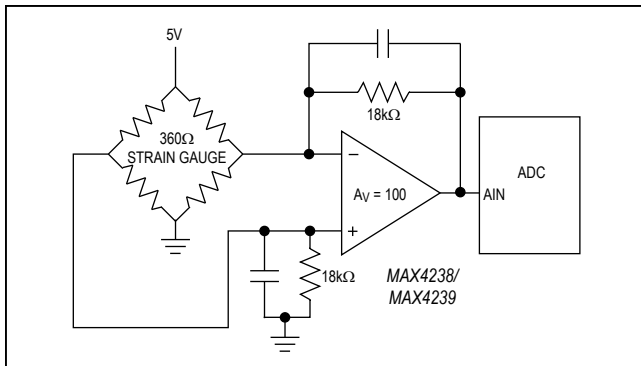 5V
360Ω
STRAIN GAUGE
18kΩ
−
AV = 100
+
AIN
ADC
18kΩ
MAX4238/
MAX4239